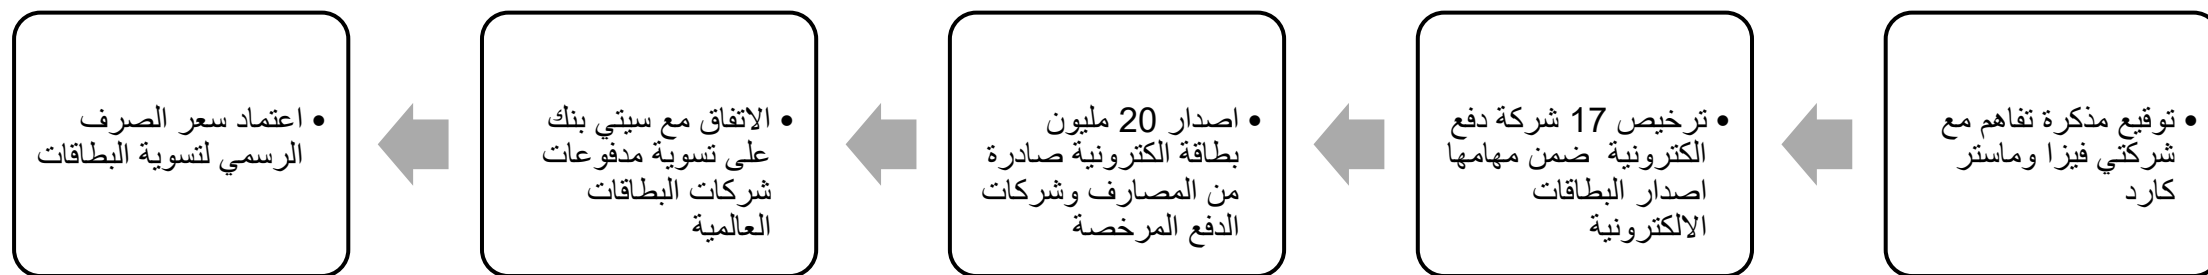 • توقيع مذكرة تفاهم مع
شركتي فيزا وماستر
كارد
• ترخيص 17 شركة دفع
الكترونية ضمن مهامها
اصدار البطاقات
الالكترونية
• اصدار 20 مليون
بطاقة الكترونية صادرة
من المصارف وشركات
الدفع المرخصة
• الاتفاق مع سيتي بنك
على تسوية مدفوعات
شركات البطاقات
العالمية
• اعتماد سعر الصرف
الرسمي لتسوية البطاقات